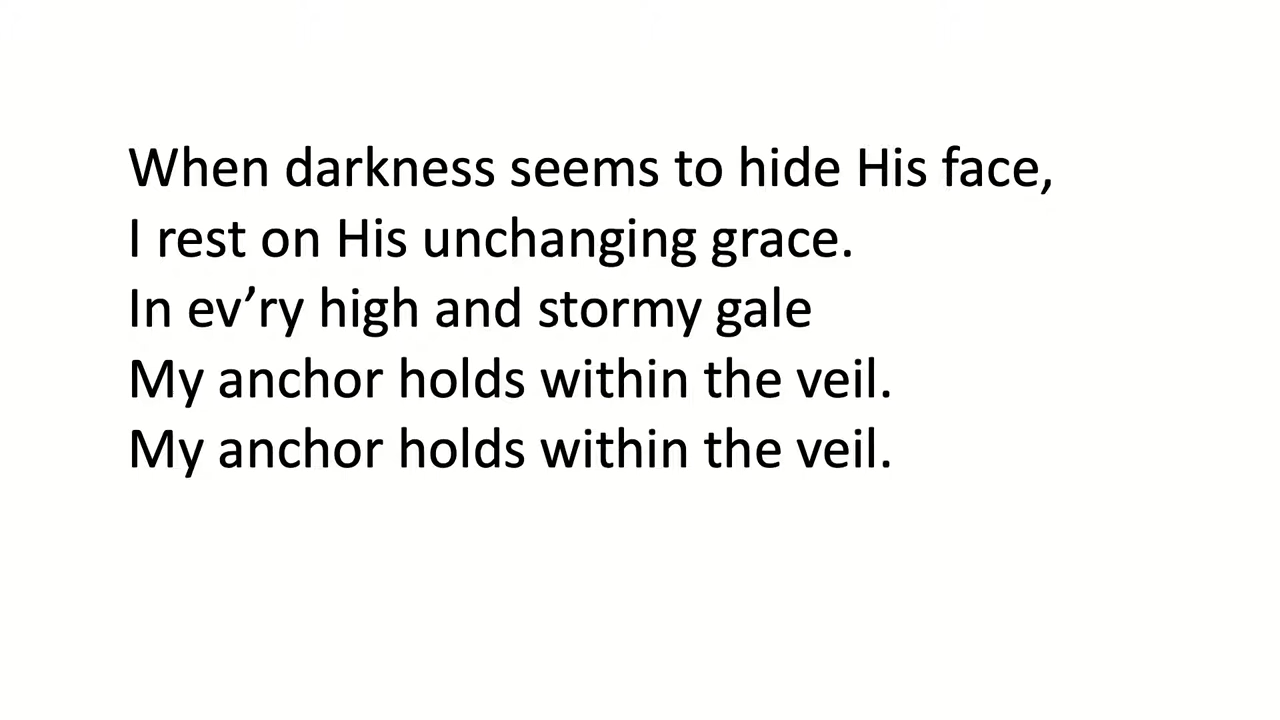 When darkness seems to hide His face,
I rest on His unchanging grace.
In ev’ry high and stormy gale
My anchor holds within the veil.
My anchor holds within the veil.